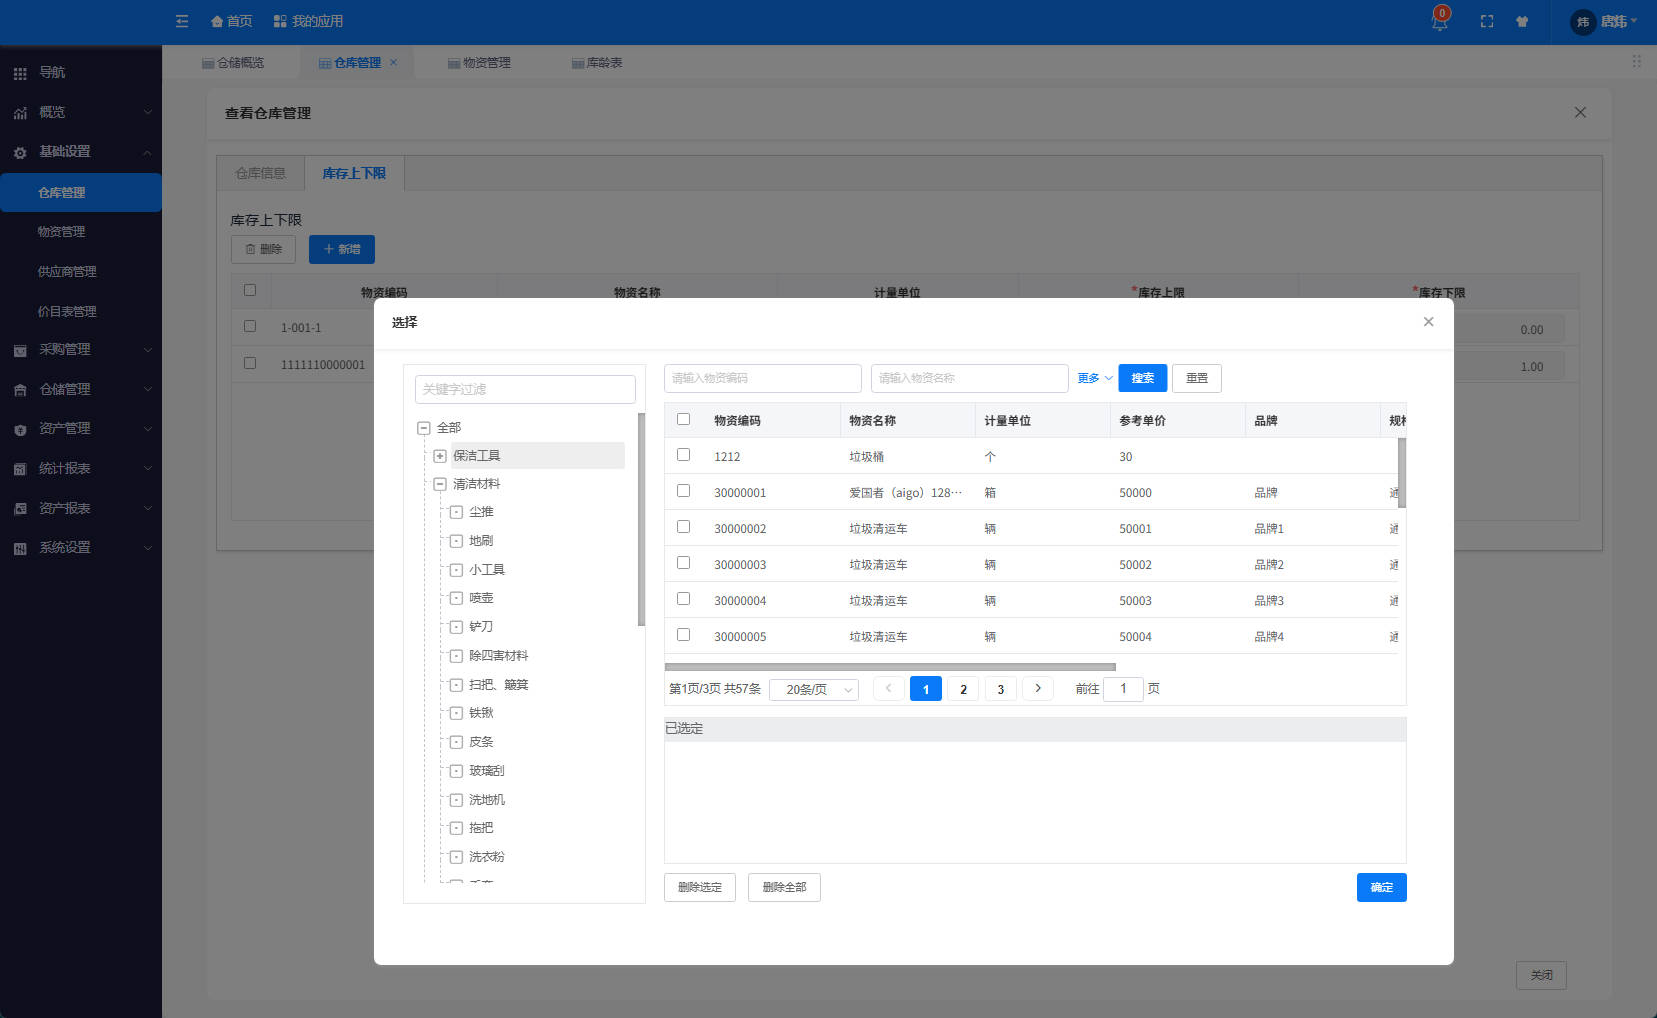 首页 我的应用 0 炜 唐炜
导航
概览
基础设置
仓库管理
物资管理
供应商管理
价目表管理
采购管理
仓储管理
资产管理
统计报表
资产报表
系统设置
仓储概览 仓库管理 物资管理 库龄表
查看仓库管理
仓库信息 库存上下限
库存上下限
删除 新增
物资编码 物资名称 计量单位 *库存上限 *库存下限
1-001-1 0.00
1111110000001 1.00
选择
关键字过滤
全部
保洁工具
清洁材料
尘推
地刷
小工具
喷壶
铲刀
除四害材料
扫把、簸箕
铁锹
皮条
玻璃刮
洗地机
拖把
洗衣粉
请输入物资编码 请输入物资名称 更多 搜索 重置
物资编码 物资名称 计量单位 参考单价 品牌
1212 垃圾桶 个 30
30000001 爱国者（aigo）128… 箱 50000 品牌 通
30000002 垃圾清运车 辆 50001 品牌1 通
30000003 垃圾清运车 辆 50002 品牌2 通
30000004 垃圾清运车 辆 50003 品牌3 通
30000005 垃圾清运车 辆 50004 品牌4 通
第1页/3页 共57条 20条/页 1 2 3 前往 1 页
已选定
删除选定 删除全部 确定
关闭